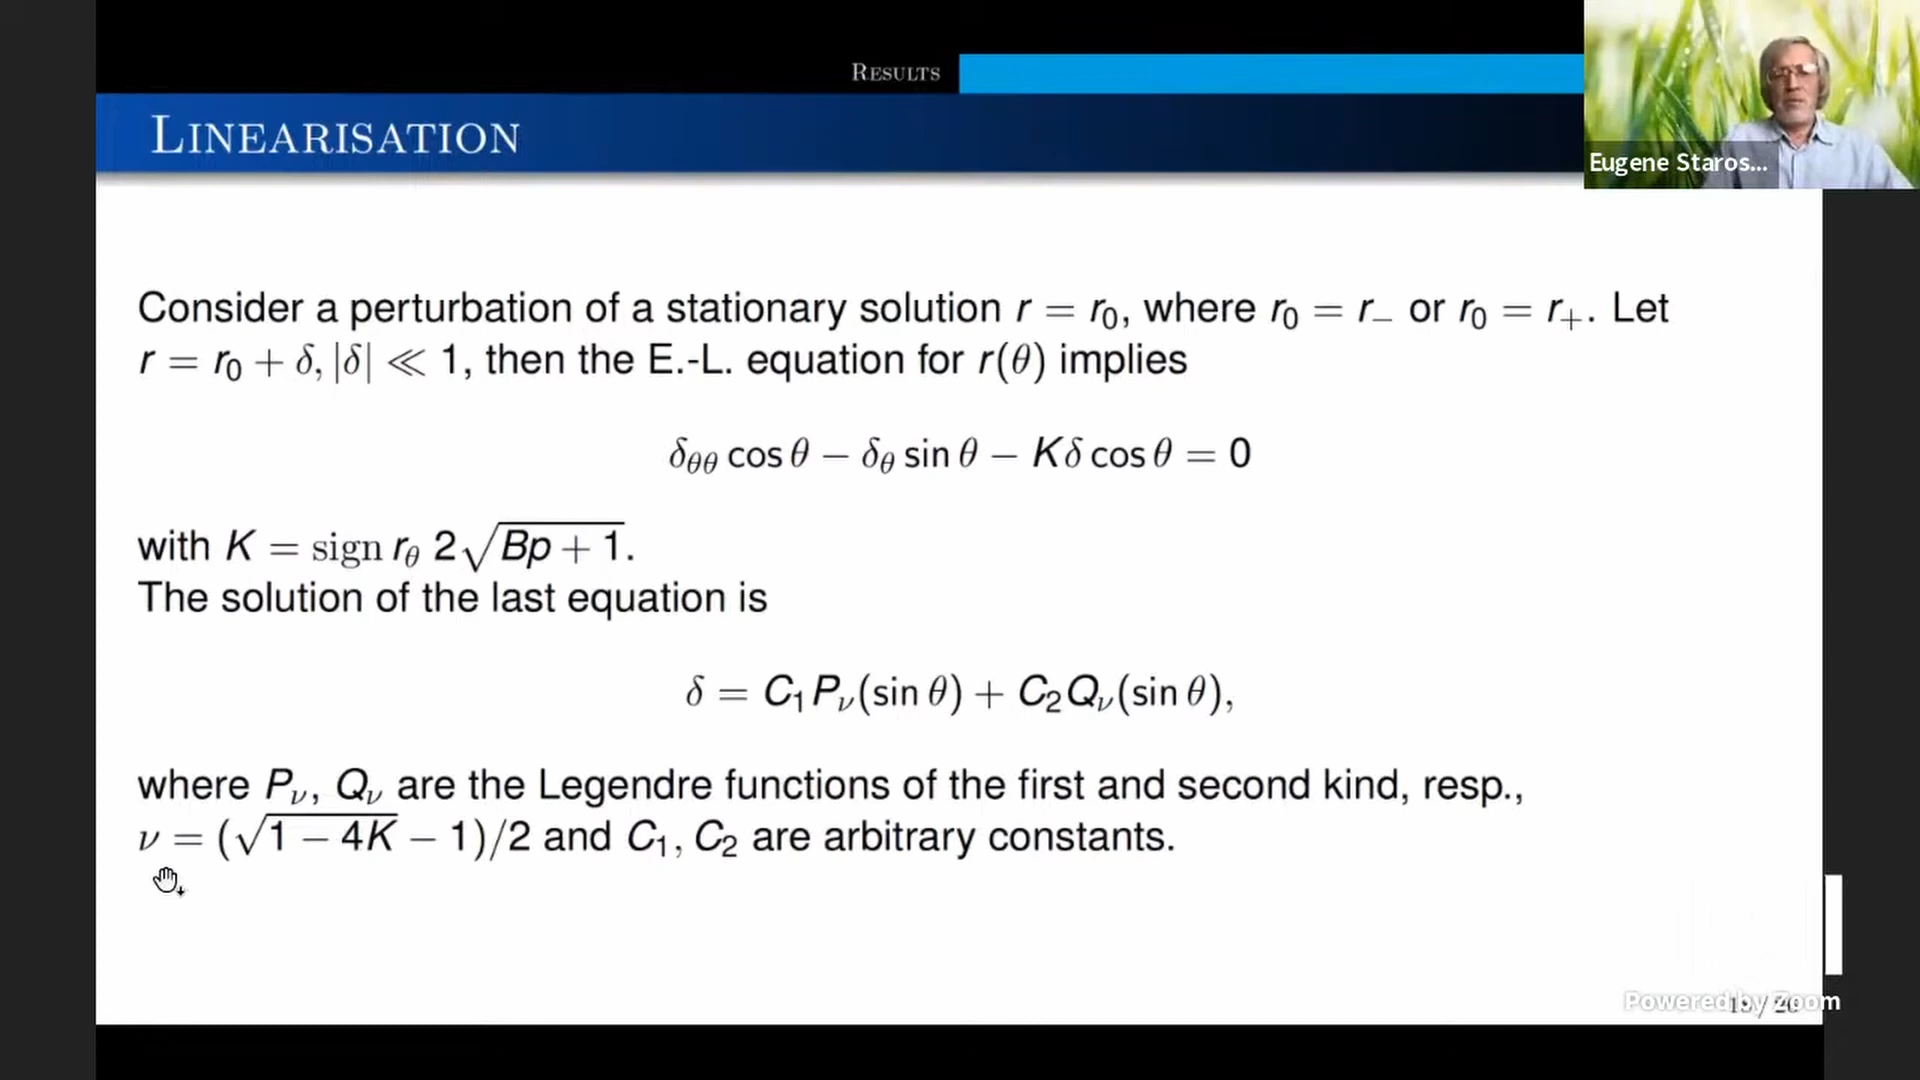 RESULTS
LINEARISATION
Eugene Staros...
Consider a perturbation of a stationary solution r = r₀, where r₀ = r₋ or r₀ = r₊. Let
r = r₀ + δ, |δ| ≪ 1, then the E.-L. equation for r(θ) implies
δ_θθ cos θ − δ_θ sin θ − Kδ cos θ = 0
with K = sign r_θ 2√(Bp + 1).
The solution of the last equation is
δ = C₁P_ν(sin θ) + C₂Q_ν(sin θ),
where P_ν, Q_ν are the Legendre functions of the first and second kind, resp.,
ν = (√(1 − 4K) − 1)/2 and C₁, C₂ are arbitrary constants.
Powered by Zoom